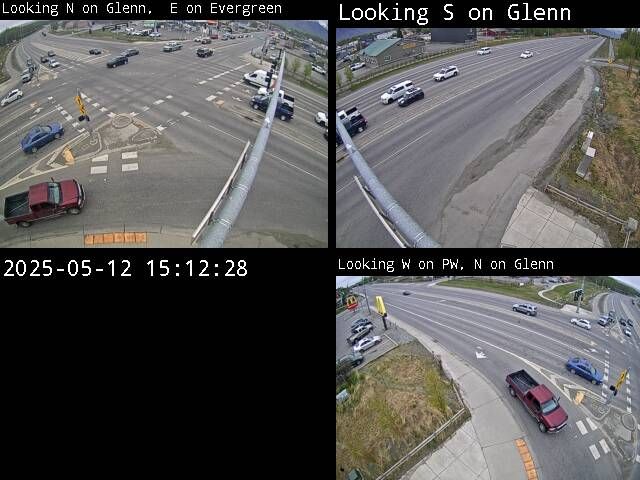 Looking N on Glenn, E on Evergreen
Looking S on Glenn
2025-05-12 15:12:28
Looking W on PW, N on Glenn